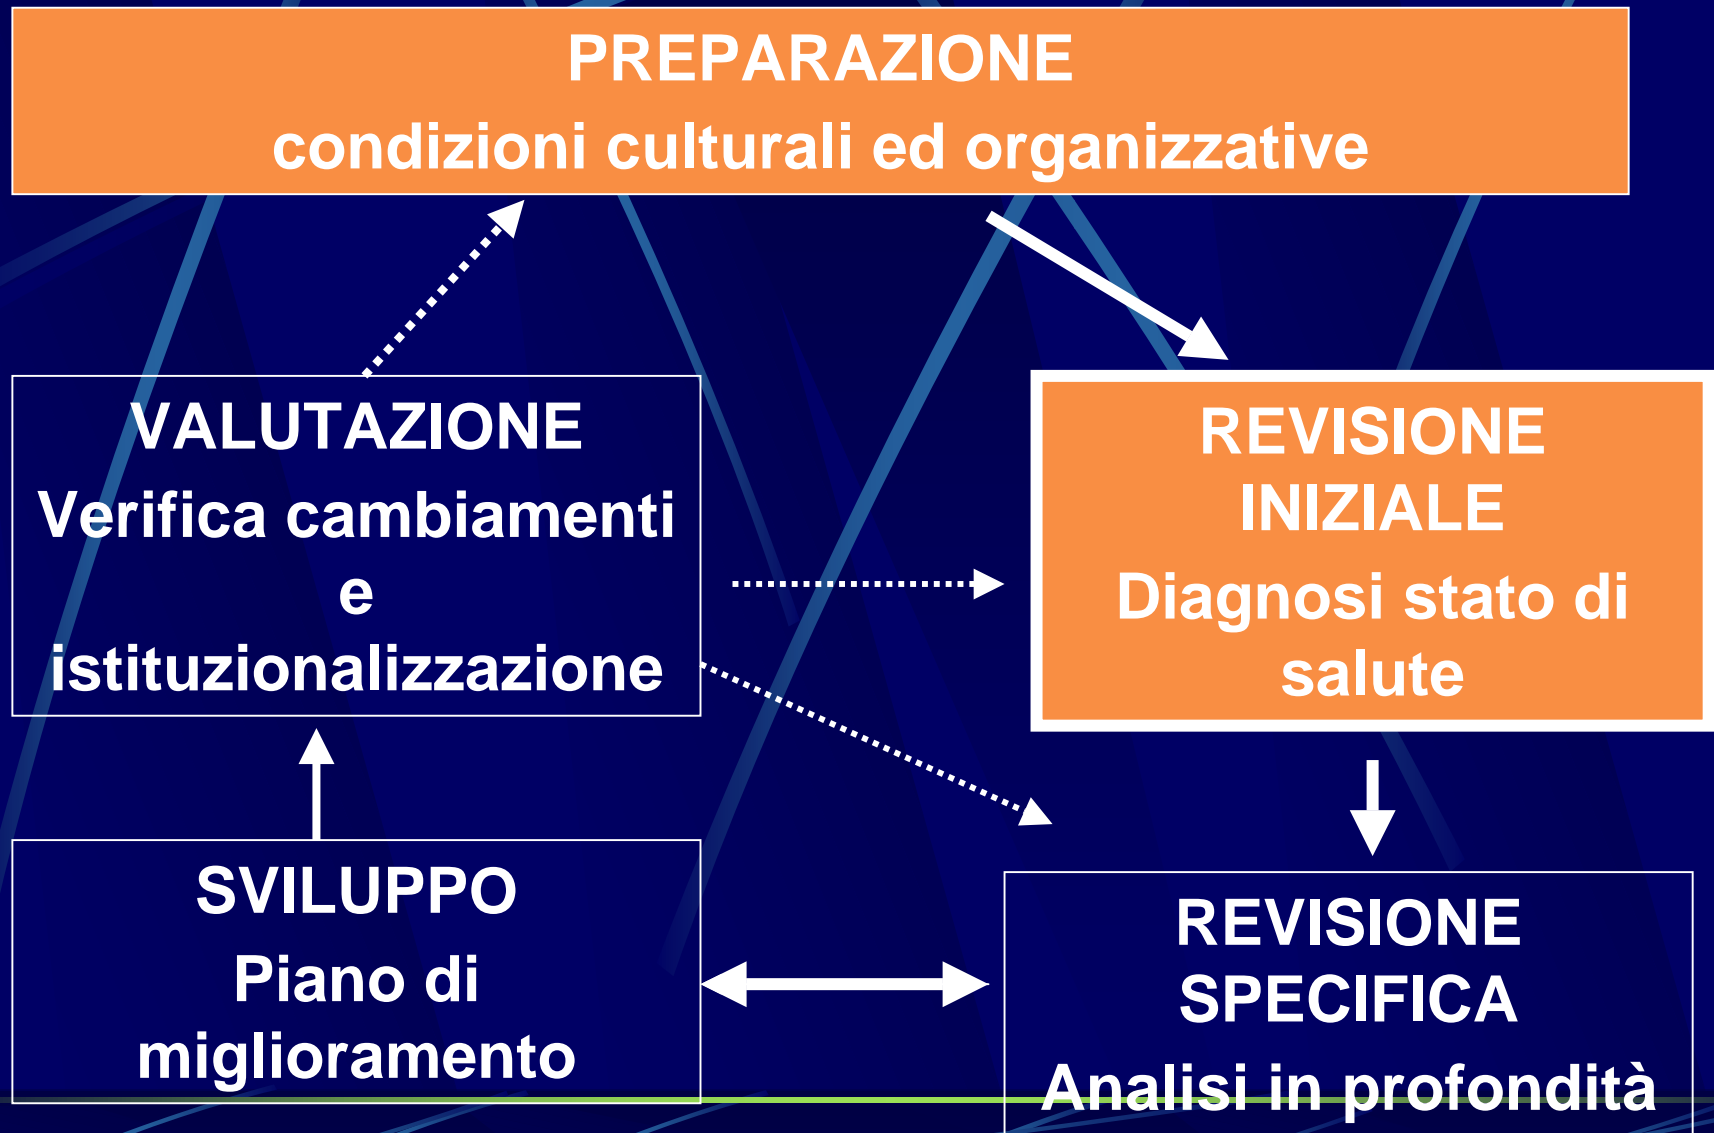 PREPARAZIONE
condizioni culturali ed organizzative
VALUTAZIONE
Verifica cambiamenti
e
istituzionalizzazione
REVISIONE
INIZIALE
Diagnosi stato di
salute
SVILUPPO
Piano di
miglioramento
REVISIONE
SPECIFICA
Analisi in profondità